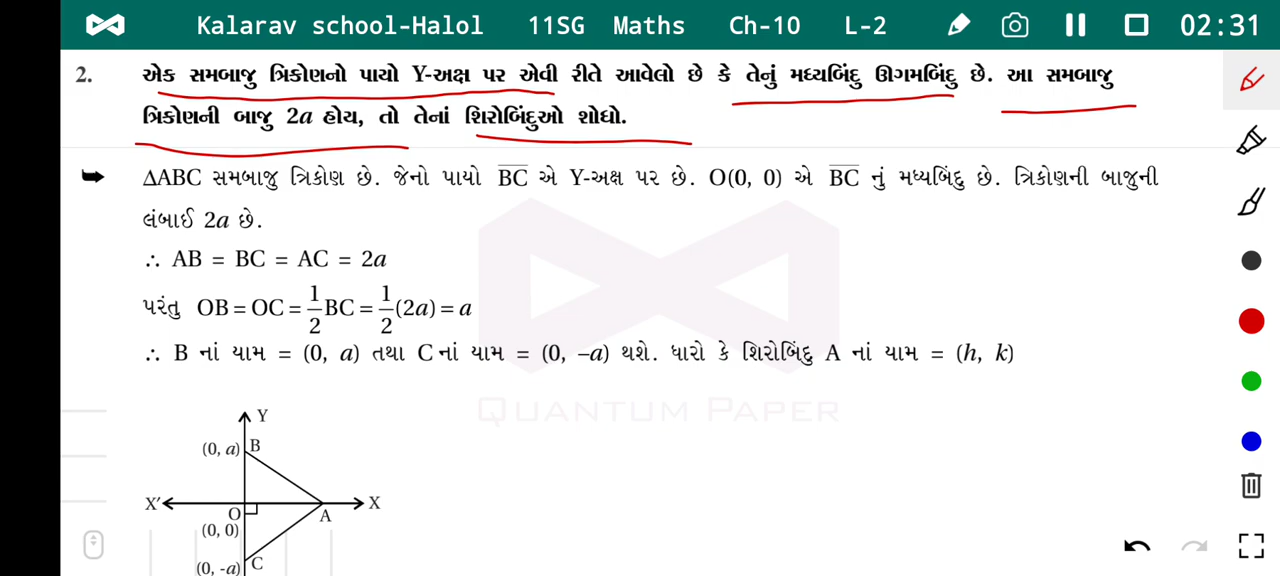 Kalarav school-Halol 11SG Maths Ch-10 L-2 02:31
2. એક સમબાજુ ત્રિકોણનો પાયો Y-અક્ષ પર એવી રીતે આવેલો છે કે તેનું મધ્યબિંદુ ઊગમબિંદુ છે. આ સમબાજુ
ત્રિકોણની બાજુ 2a હોય, તો તેનાં શિરોબિંદુઓ શોધો.
➥ ΔABC સમબાજુ ત્રિકોણ છે. જેનો પાયો B̅C̅ એ Y-અક્ષ પર છે. O(0, 0) એ B̅C̅ નું મધ્યબિંદુ છે. ત્રિકોણની બાજુની
લંબાઈ 2a છે.
∴ AB = BC = AC = 2a
પરંતુ OB = OC = 1/2 BC = 1/2 (2a) = a
∴ B નાં યામ = (0, a) તથા C નાં યામ = (0, –a) થશે. ધારો કે શિરોબિંદુ A નાં યામ = (h, k)
QUANTUM PAPER
Y
(0, a) B
X′ O A X
(0, 0)
C
(0, -a)